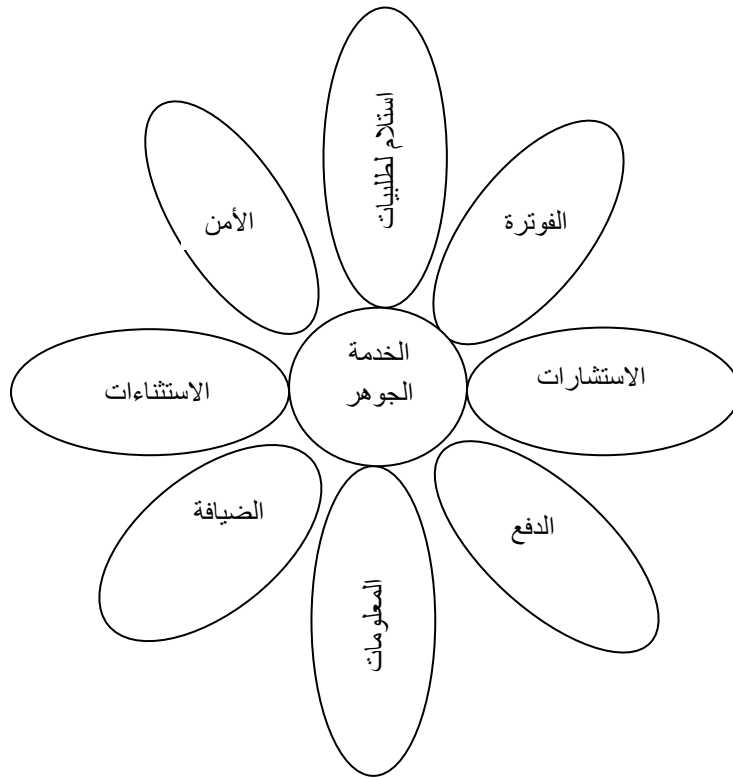 استلام لطلبيات
الأمن
الفوترة
الخدمة
الجوهر
الاستشارات
الاستثناءات
الضيافة
الدفع
المعلومات